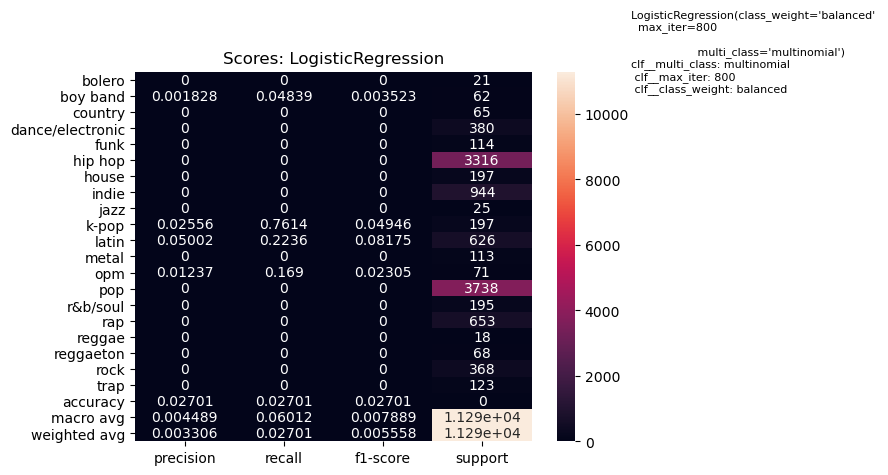 LogisticRegression(class_weight='balanced'
max_iter=800
multi_class='multinomial')
clf__multi_class: multinomial
clf__max_iter: 800
clf__class_weight: balanced
Scores: LogisticRegression
bolero 0 0 0 21
boy band 0.001828 0.04839 0.003523 62
country 0 0 0 65
dance/electronic 0 0 0 380
funk 0 0 0 114
hip hop 0 0 0 3316
house 0 0 0 197
indie 0 0 0 944
jazz 0 0 0 25
k-pop 0.02556 0.7614 0.04946 197
latin 0.05002 0.2236 0.08175 626
metal 0 0 0 113
opm 0.01237 0.169 0.02305 71
pop 0 0 0 3738
r&b/soul 0 0 0 195
rap 0 0 0 653
reggae 0 0 0 18
reggaeton 0 0 0 68
rock 0 0 0 368
trap 0 0 0 123
accuracy 0.02701 0.02701 0.02701 0
macro avg 0.004489 0.06012 0.007889 1.129e+04
weighted avg 0.003306 0.02701 0.005558 1.129e+04
precision recall f1-score support
10000
8000
6000
4000
2000
0